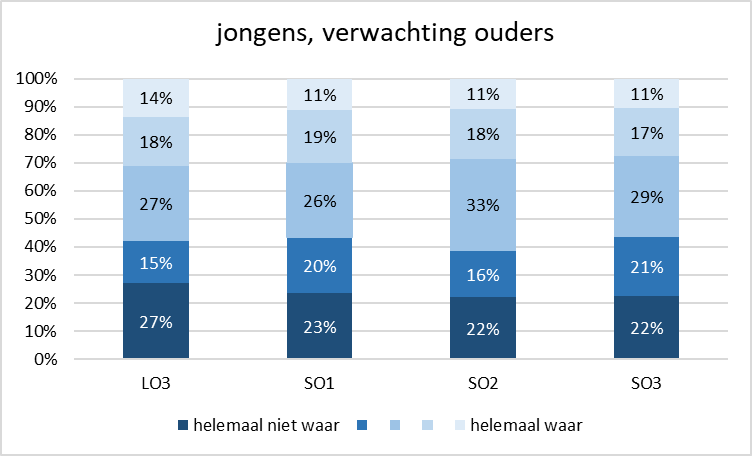 jongens, verwachting ouders
100%
90%
80%
70%
60%
50%
40%
30%
20%
10%
0%
14% 11% 11% 11%
18% 19% 18% 17%
27% 26% 33% 29%
15% 20% 16% 21%
27% 23% 22% 22%
LO3 SO1 SO2 SO3
helemaal niet waar helemaal waar